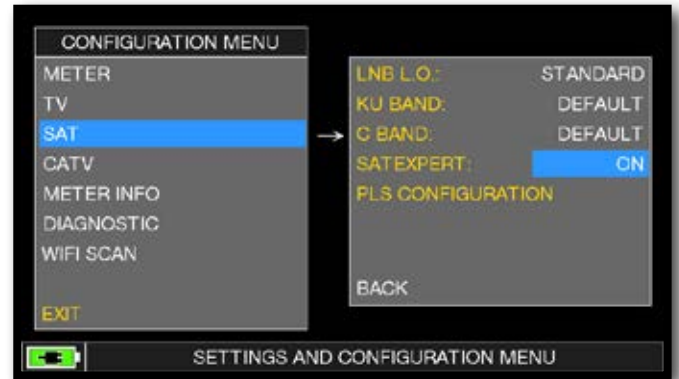 CONFIGURATION MENU
METER
TV
SAT
CATV
METER INFO
DIAGNOSTIC
WIFI SCAN
EXIT
→
LNB L.O.: STANDARD
KU BAND: DEFAULT
C BAND: DEFAULT
SATEXPERT: ON
PLS CONFIGURATION
BACK
SETTINGS AND CONFIGURATION MENU